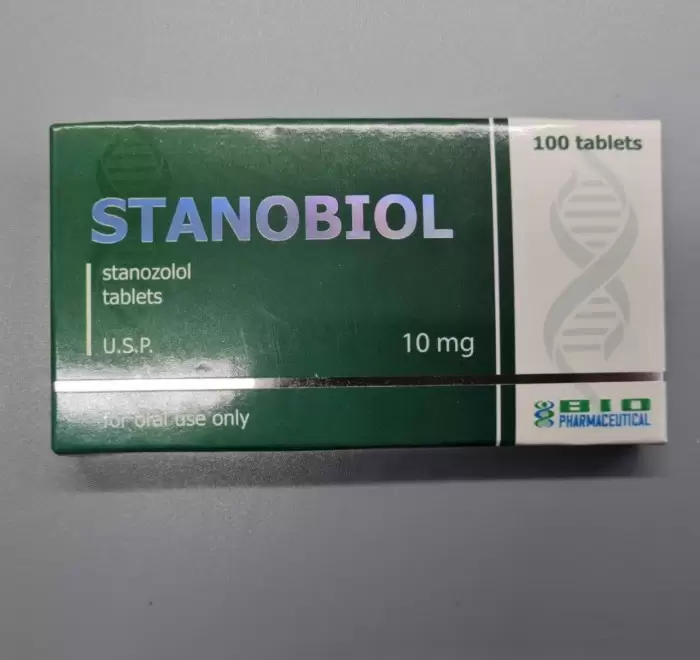 100 tablets
STANOBIOL
stanozolol
tablets
U.S.P.
10 mg
for oral use only
BIO
PHARMACEUTICAL